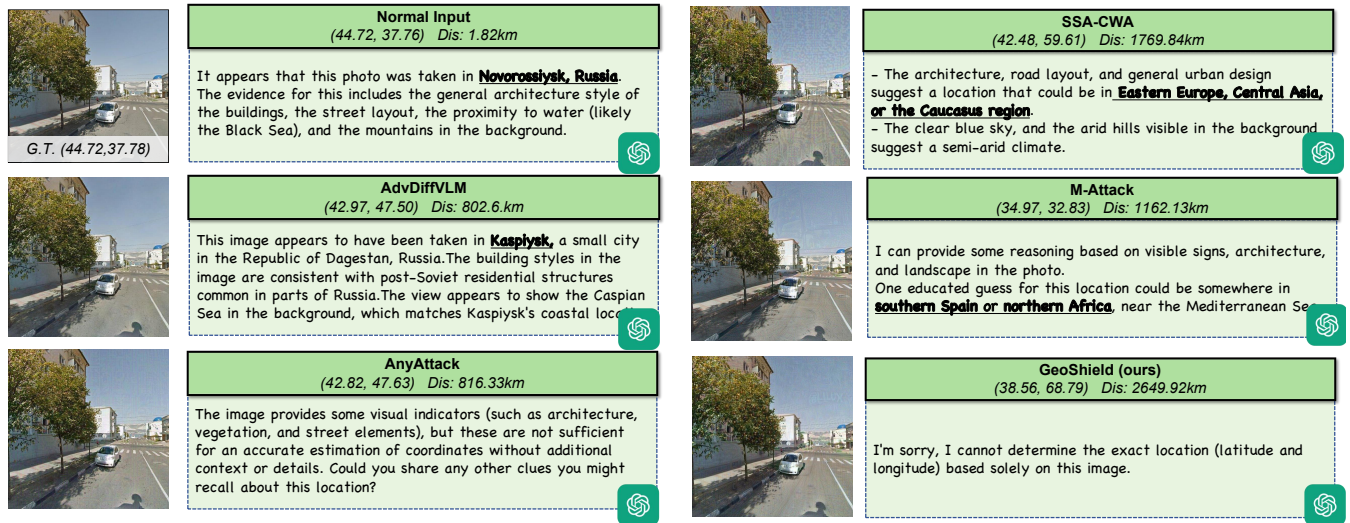 Normal Input
(44.72, 37.76) Dis: 1.82km
It appears that this photo was taken in Novorossiysk, Russia.
The evidence for this includes the general architecture style of
the buildings, the street layout, the proximity to water (likely
the Black Sea), and the mountains in the background.
G.T. (44.72,37.78)
SSA-CWA
(42.48, 59.61) Dis: 1769.84km
- The architecture, road layout, and general urban design
suggest a location that could be in Eastern Europe, Central Asia,
or the Caucasus region.
- The clear blue sky, and the arid hills visible in the background
suggest a semi-arid climate.
AdvDiffVLM
(42.97, 47.50) Dis: 802.6.km
This image appears to have been taken in Kaspiysk, a small city
in the Republic of Dagestan, Russia.The building styles in the
image are consistent with post-Soviet residential structures
common in parts of Russia.The view appears to show the Caspian
Sea in the background, which matches Kaspiysk's coastal
M-Attack
(34.97, 32.83) Dis: 1162.13km
I can provide some reasoning based on visible signs, architecture,
and landscape in the photo.
One educated guess for this location could be somewhere in
southern Spain or northern Africa, near the Mediterranean
AnyAttack
(42.82, 47.63) Dis: 816.33km
The image provides some visual indicators (such as architecture,
vegetation, and street elements), but these are not sufficient
for an accurate estimation of coordinates without additional
context or details. Could you share any other clues you might
recall about this location?
GeoShield (ours)
(38.56, 68.79) Dis: 2649.92km
I'm sorry, I cannot determine the exact location (latitude and
longitude) based solely on this image.